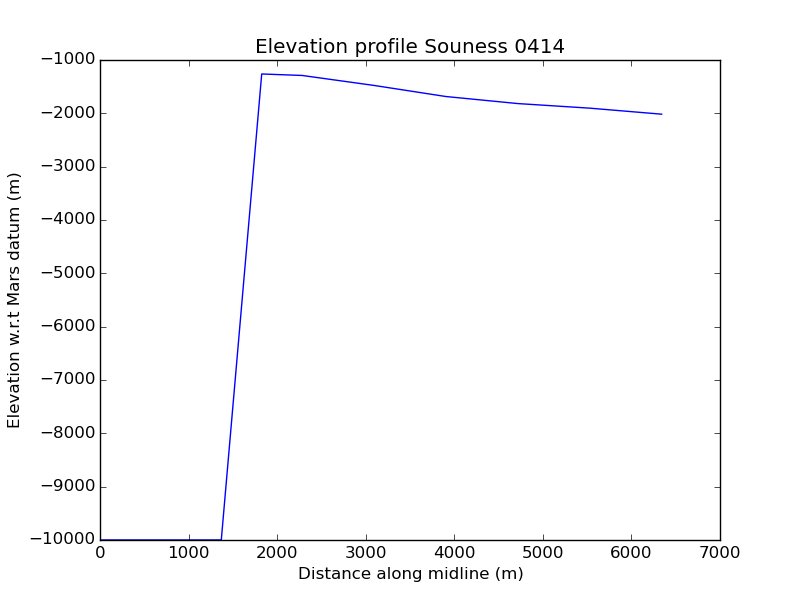 Elevation profile Souness 0414
−1000
−2000
−3000
−4000
−5000
−6000
−7000
−8000
−9000
−10000
Elevation w.r.t Mars datum (m)
0 1000 2000 3000 4000 5000 6000 7000
Distance along midline (m)